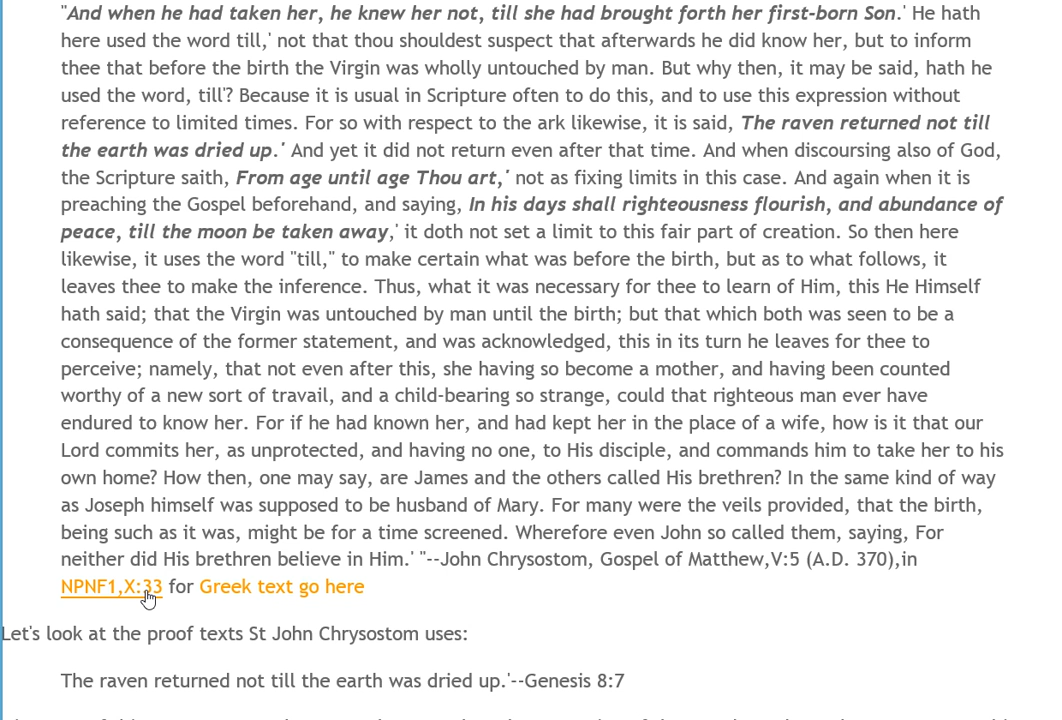 "And when he had taken her, he knew her not, till she had brought forth her first-born Son.' He hath
here used the word till,' not that thou shouldest suspect that afterwards he did know her, but to inform
thee that before the birth the Virgin was wholly untouched by man. But why then, it may be said, hath he
used the word, till'? Because it is usual in Scripture often to do this, and to use this expression without
reference to limited times. For so with respect to the ark likewise, it is said, The raven returned not till
the earth was dried up.' And yet it did not return even after that time. And when discoursing also of God,
the Scripture saith, From age until age Thou art,' not as fixing limits in this case. And again when it is
preaching the Gospel beforehand, and saying, In his days shall righteousness flourish, and abundance of
peace, till the moon be taken away,' it doth not set a limit to this fair part of creation. So then here
likewise, it uses the word "till," to make certain what was before the birth, but as to what follows, it
leaves thee to make the inference. Thus, what it was necessary for thee to learn of Him, this He Himself
hath said; that the Virgin was untouched by man until the birth; but that which both was seen to be a
consequence of the former statement, and was acknowledged, this in its turn he leaves for thee to
perceive; namely, that not even after this, she having so become a mother, and having been counted
worthy of a new sort of travail, and a child-bearing so strange, could that righteous man ever have
endured to know her. For if he had known her, and had kept her in the place of a wife, how is it that our
Lord commits her, as unprotected, and having no one, to His disciple, and commands him to take her to his
own home? How then, one may say, are James and the others called His brethren? In the same kind of way
as Joseph himself was supposed to be husband of Mary. For many were the veils provided, that the birth,
being such as it was, might be for a time screened. Wherefore even John so called them, saying, For
neither did His brethren believe in Him.' "--John Chrysostom, Gospel of Matthew,V:5 (A.D. 370),in
NPNF1,X:33 for Greek text go here
Let's look at the proof texts St John Chrysostom uses:
The raven returned not till the earth was dried up.'--Genesis 8:7